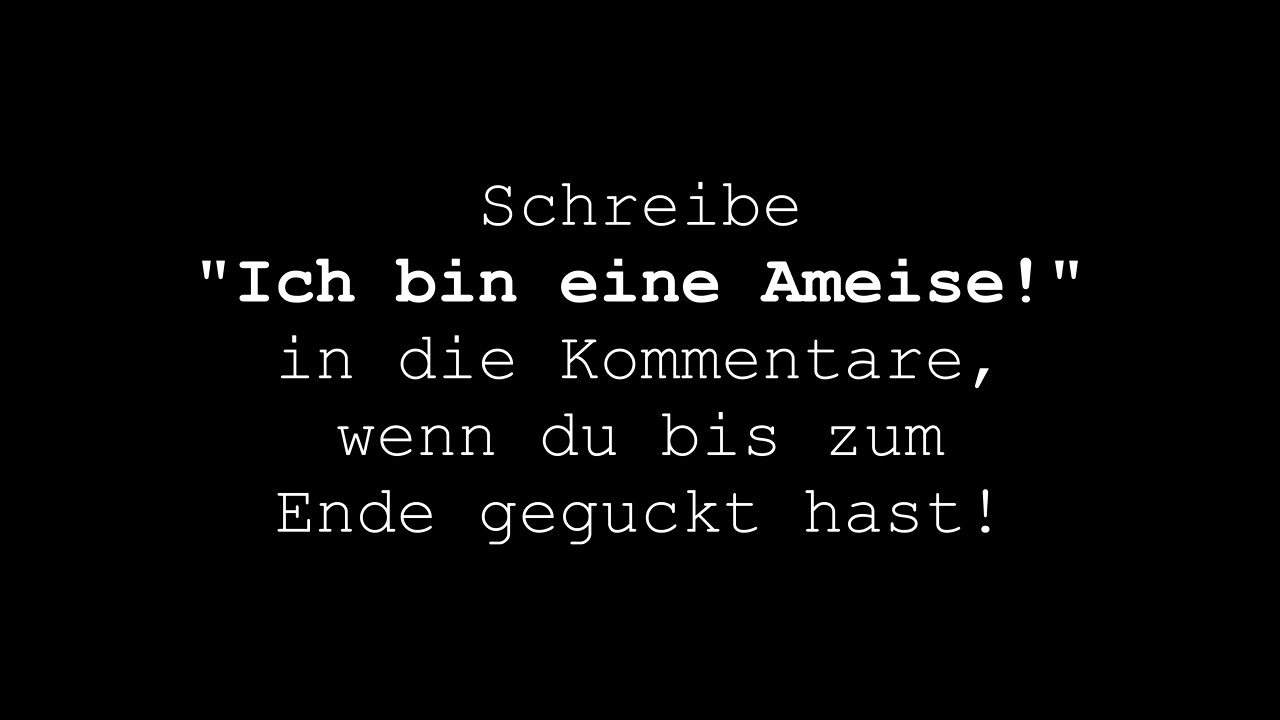 Schreibe
"Ich bin eine Ameise!"
in die Kommentare,
wenn du bis zum
Ende geguckt hast!